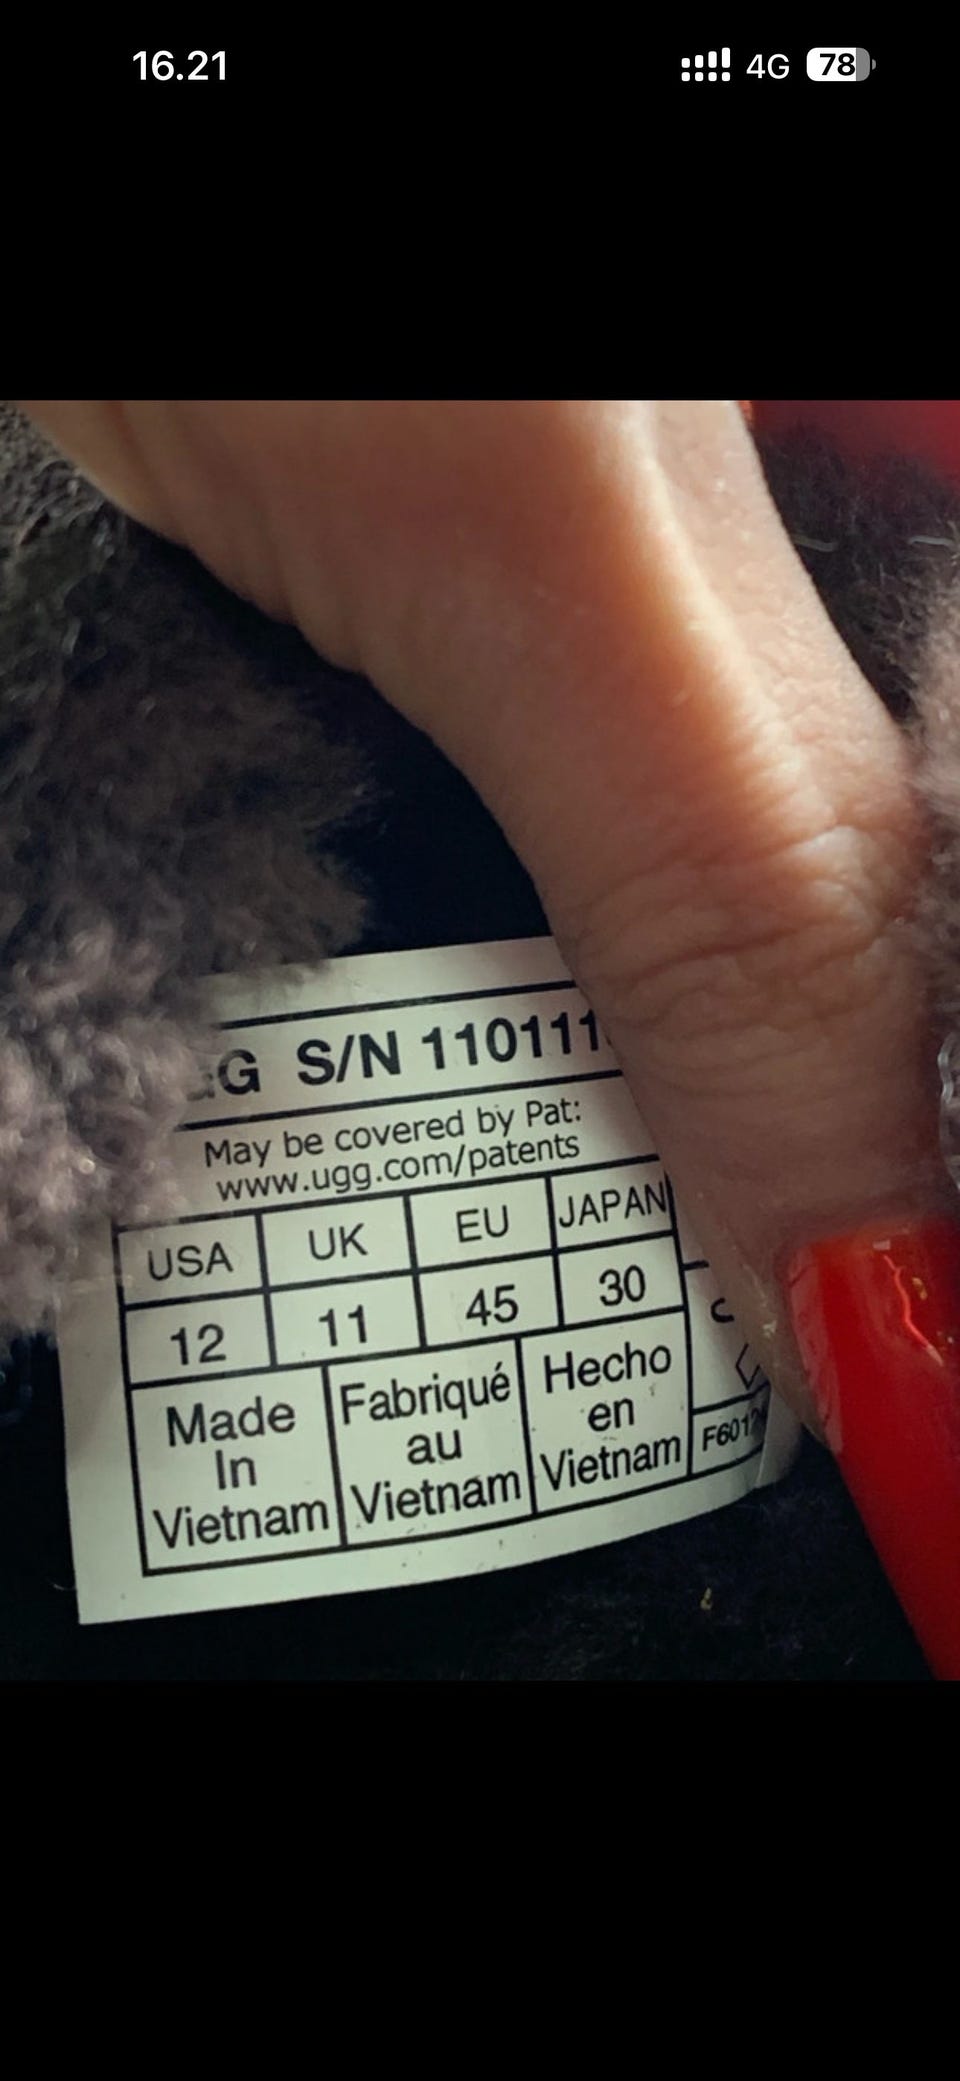 16.21 4G 78
G S/N 110111
May be covered by Pat:
www.ugg.com/patents
USA UK EU JAPAN
12 11 45 30
Made Fabriqué Hecho
In au en
Vietnam Vietnam Vietnam